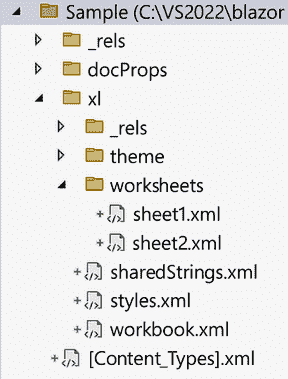 Sample (C:\VS2022\blazor
_rels
docProps
xl
_rels
theme
worksheets
sheet1.xml
sheet2.xml
sharedStrings.xml
styles.xml
workbook.xml
[Content_Types].xml